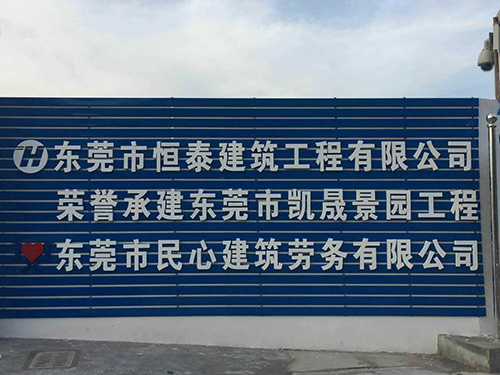 H 东莞市恒泰建筑工程有限公司
荣誉承建东莞市凯晟景园工程
东莞市民心建筑劳务有限公司